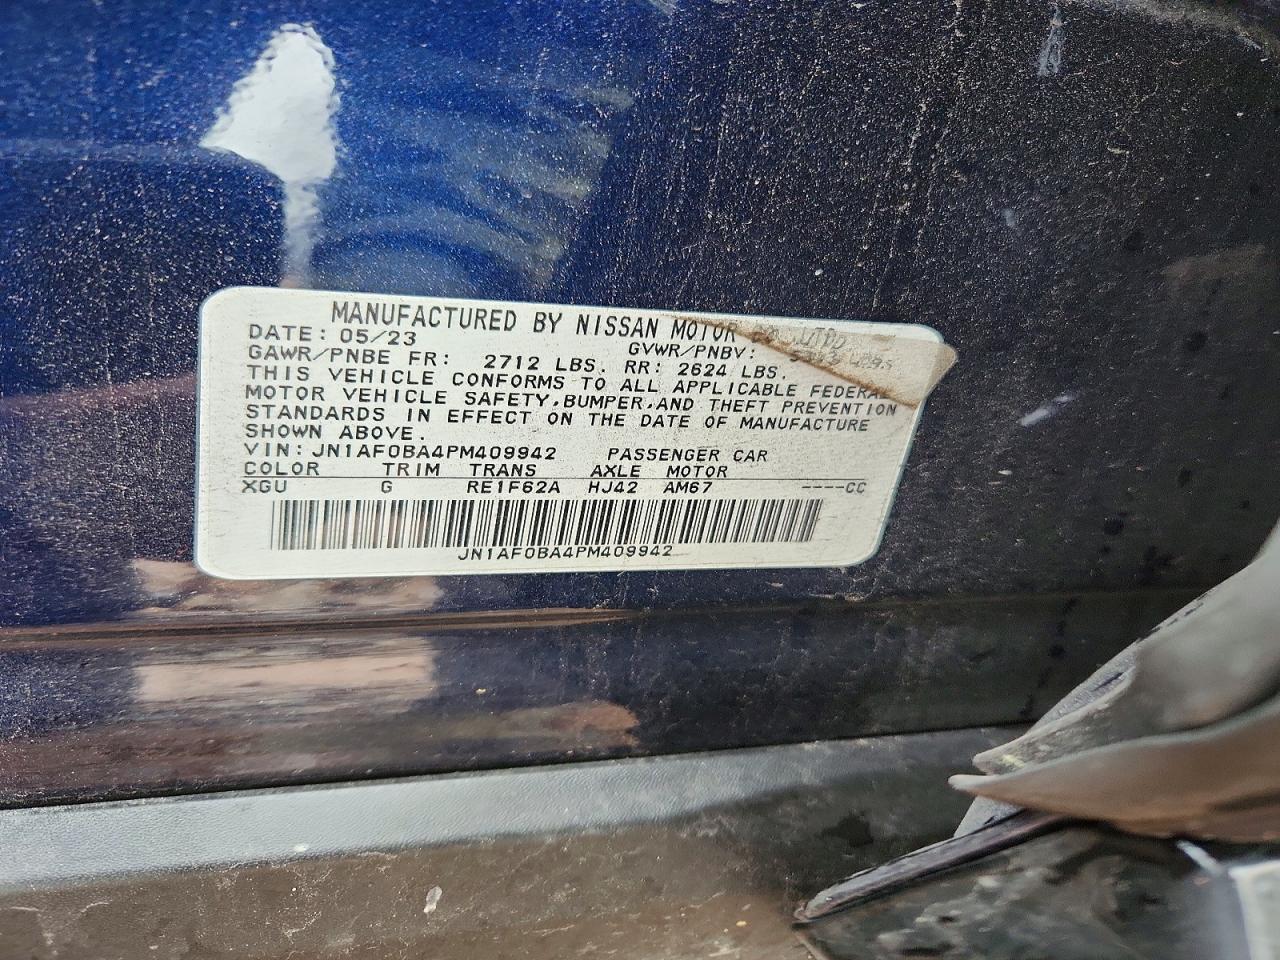 MANUFACTURED BY NISSAN MOTOR CO.,LTD
DATE: 05/23 GVWR/PNBV:
GAWR/PNBE FR: 2712 LBS. RR: 2624 LBS.
THIS VEHICLE CONFORMS TO ALL APPLICABLE FEDERAL
MOTOR VEHICLE SAFETY,BUMPER,AND THEFT PREVENTION
STANDARDS IN EFFECT ON THE DATE OF MANUFACTURE
SHOWN ABOVE.
VIN: JN1AF0BA4PM409942 PASSENGER CAR
COLOR TRIM TRANS AXLE MOTOR
XGU G RE1F62A HJ42 AM67 ----CC
JN1AF0BA4PM409942